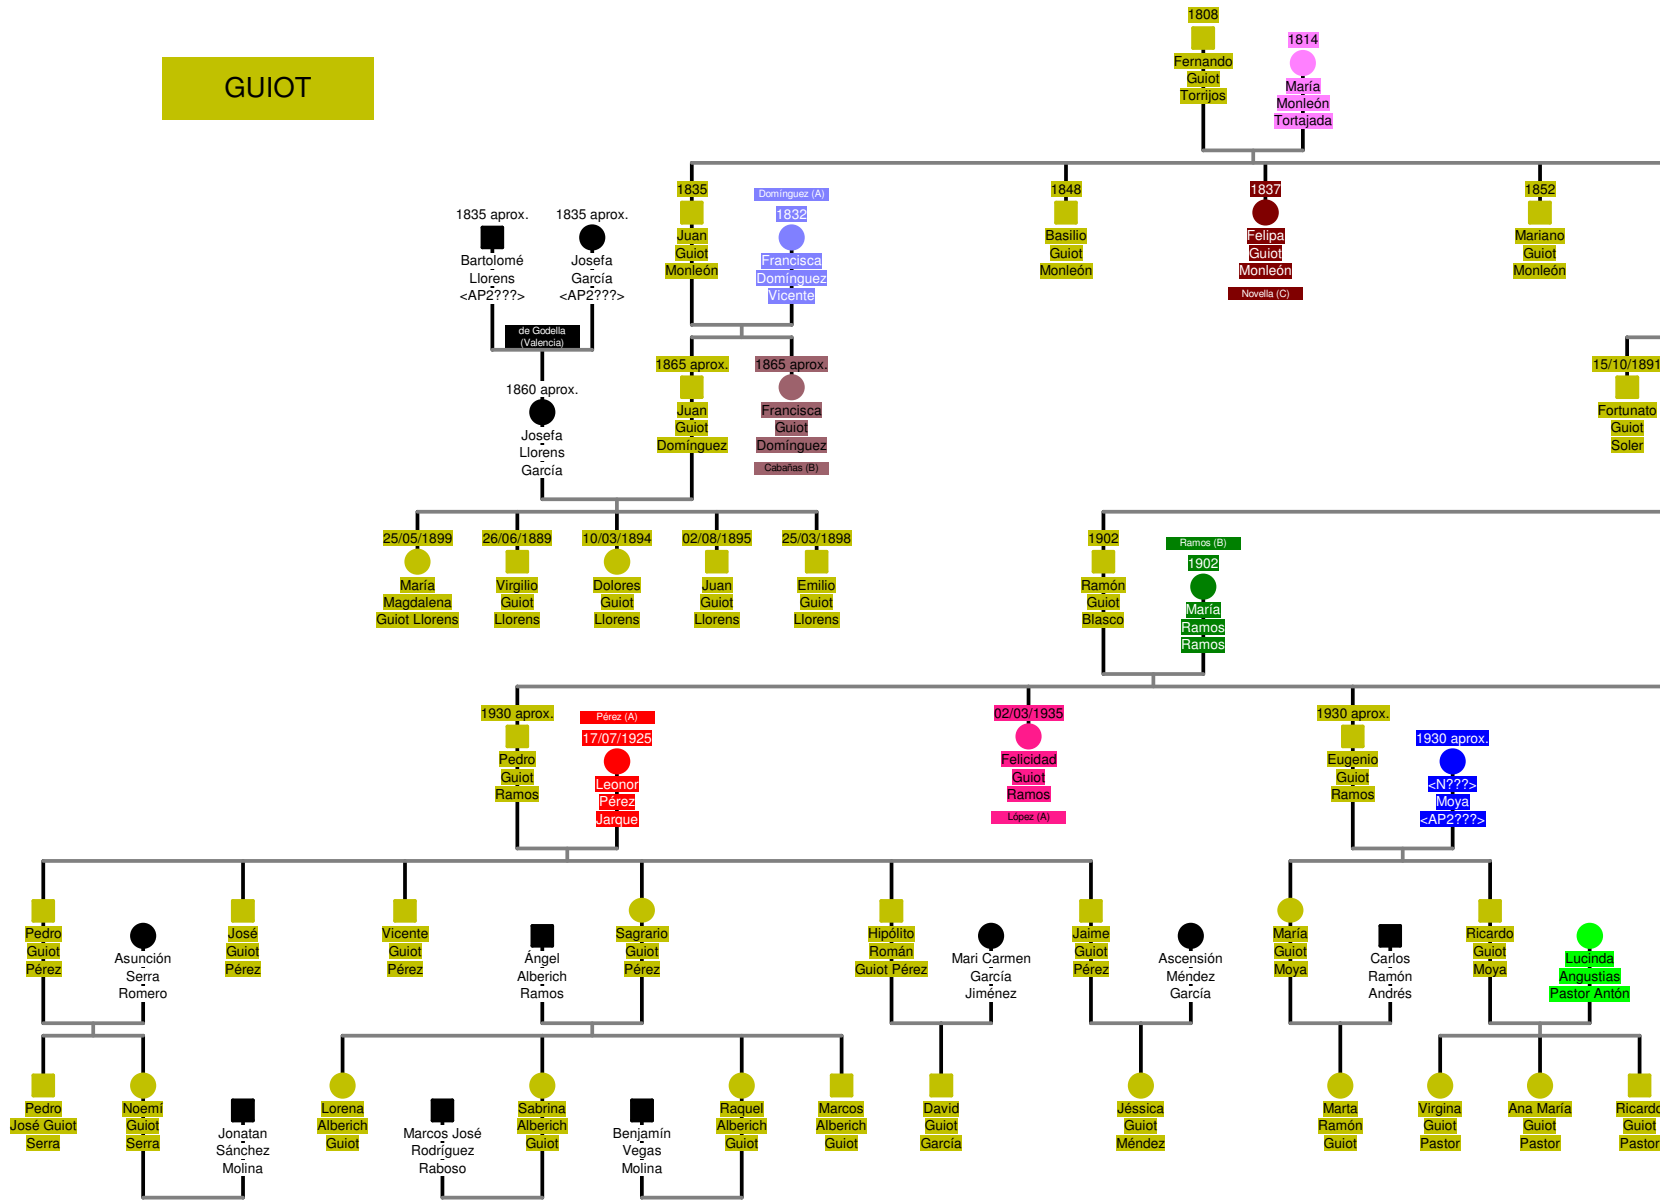 GUIOT
1808
Fernando
Guiot
Torrijos
1814
María
Monleón
Tortajada
1835 aprox.
Bartolomé
Llorens
<AP2???>
1835 aprox.
Josefa
García
<AP2???>
de Godella
(Valencia)
1835
Juan
Guiot
Monleón
Domínguez (A)
1832
Francisca
Domínguez
Vicente
1848
Basilio
Guiot
Monleón
1837
Felipa
Guiot
Monleón
Novella (C)
1852
Mariano
Guiot
Monleón
1860 aprox.
Josefa
Llorens
García
1865 aprox.
Juan
Guiot
Domínguez
1865 aprox.
Francisca
Guiot
Domínguez
Cabañas (B)
15/10/1891
Fortunato
Guiot
Soler
25/05/1899
María
Magdalena
Guiot Llorens
26/06/1889
Virgilio
Guiot
Llorens
10/03/1894
Dolores
Guiot
Llorens
02/08/1895
Juan
Guiot
Llorens
25/03/1898
Emilio
Guiot
Llorens
1902
Ramón
Guiot
Blasco
Ramos (B)
1902
María
Ramos
Ramos
1930 aprox.
Pedro
Guiot
Ramos
Pérez (A)
17/07/1925
Leonor
Pérez
Jarque
02/03/1935
Felicidad
Guiot
Ramos
López (A)
1930 aprox.
Eugenio
Guiot
Ramos
1930 aprox.
<N???>
Moya
<AP2???>
Pedro
Guiot
Pérez
Asunción
Serra
Romero
José
Guiot
Pérez
Vicente
Guiot
Pérez
Ángel
Alberich
Ramos
Sagrario
Guiot
Pérez
Hipólito
Román
Guiot Pérez
Mari Carmen
García
Jiménez
Jaime
Guiot
Pérez
Ascensión
Méndez
García
María
Guiot
Moya
Carlos
Ramón
Andrés
Ricardo
Guiot
Moya
Lucinda
Angustias
Pastor Antón
Pedro
José Guiot
Serra
Noemí
Guiot
Serra
Jonatan
Sánchez
Molina
Lorena
Alberich
Guiot
Marcos José
Rodríguez
Raboso
Sabrina
Alberich
Guiot
Benjamín
Vegas
Molina
Raquel
Alberich
Guiot
Marcos
Alberich
Guiot
David
Guiot
García
Jéssica
Guiot
Méndez
Marta
Ramón
Guiot
Virgina
Guiot
Pastor
Ana María
Guiot
Pastor
Ricardo
Guiot
Pastor